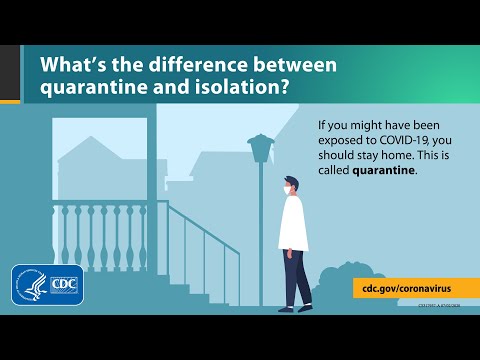 What’s the difference between
quarantine and isolation?
If you might have been
exposed to COVID-19, you
should stay home. This is
called quarantine.
CDC
cdc.gov/coronavirus